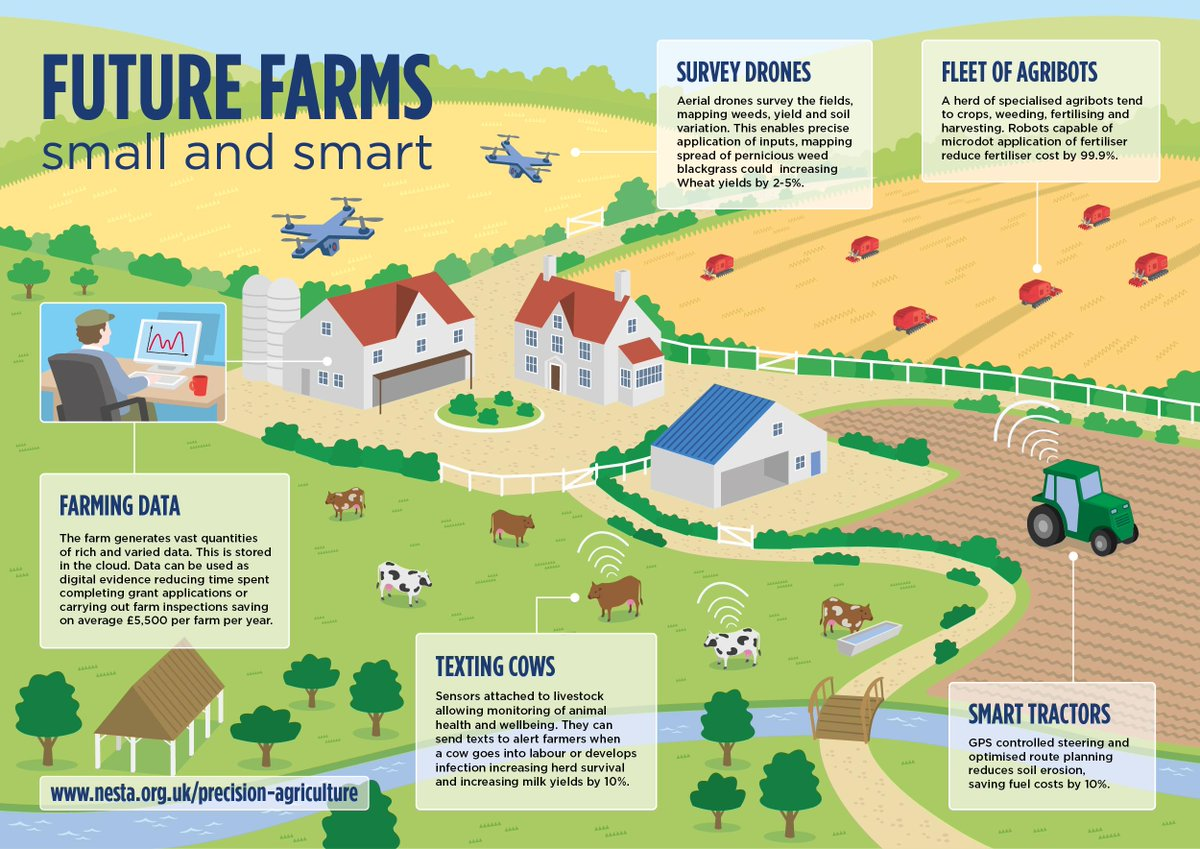 FUTURE FARMS
small and smart
SURVEY DRONES
Aerial drones survey the fields,
mapping weeds, yield and soil
variation. This enables precise
application of inputs, mapping
spread of pernicious weed
blackgrass could increasing
Wheat yields by 2-5%.
FLEET OF AGRIBOTS
A herd of specialised agribots tend
to crops, weeding, fertilising and
harvesting. Robots capable of
microdot application of fertiliser
reduce fertiliser cost by 99.9%.
FARMING DATA
The farm generates vast quantities
of rich and varied data. This is stored
in the cloud. Data can be used as
digital evidence reducing time spent
completing grant applications or
carrying out farm inspections saving
on average £5,500 per farm per year.
TEXTING COWS
Sensors attached to livestock
allowing monitoring of animal
health and wellbeing. They can
send texts to alert farmers when
a cow goes into labour or develops
infection increasing herd survival
and increasing milk yields by 10%.
SMART TRACTORS
GPS controlled steering and
optimised route planning
reduces soil erosion,
saving fuel costs by 10%.
www.nesta.org.uk/precision-agriculture